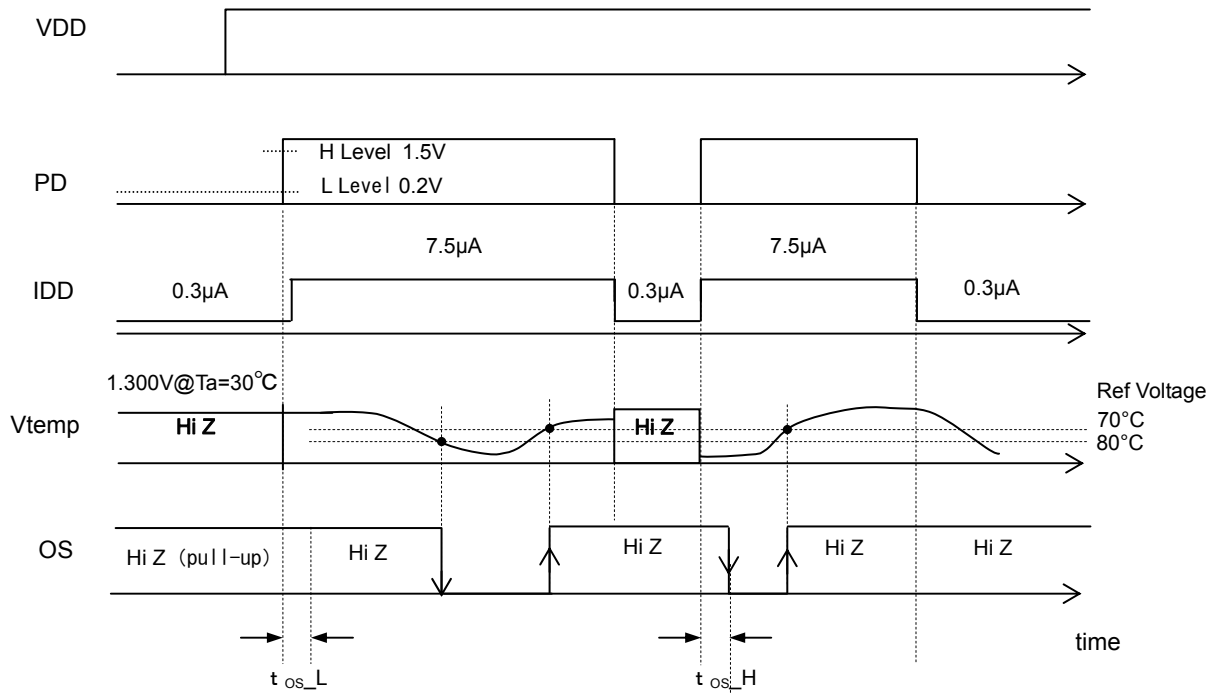 VDD
PD
H Level 1.5V
L Level 0.2V
IDD
0.3µA
7.5µA
0.3µA
7.5µA
0.3µA
Vtemp
1.300V@Ta=30°C
Hi Z
Hi Z
Ref Voltage
70°C
80°C
OS
Hi Z (pull-up)
Hi Z
Hi Z
Hi Z
Hi Z
time
t OS_L
t OS_H